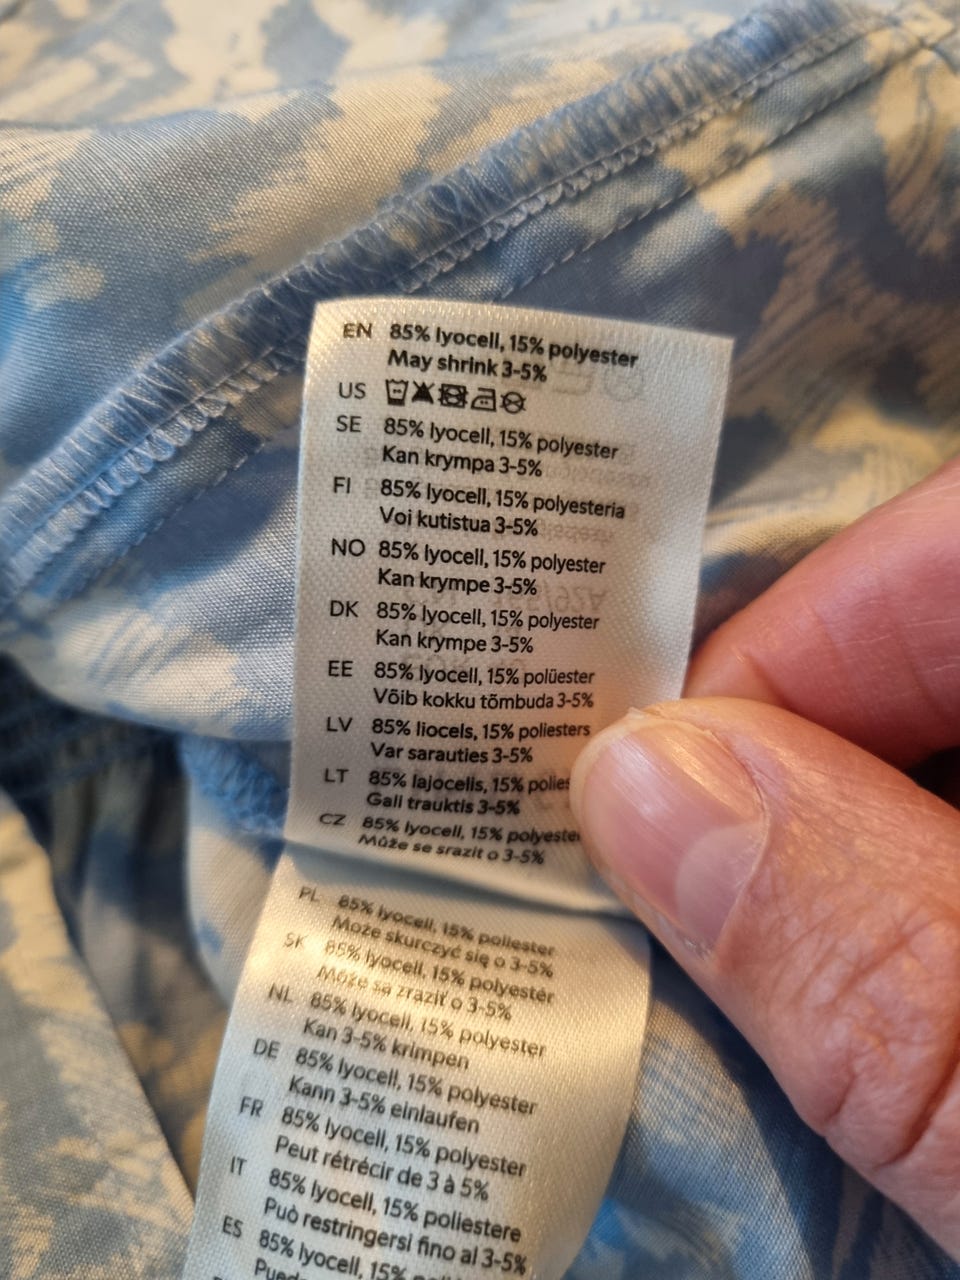 EN 85% lyocell, 15% polyester
May shrink 3-5%
US
SE 85% lyocell, 15% polyester
Kan krympa 3-5%
FI 85% lyocell, 15% polyesteria
Voi kutistua 3-5%
NO 85% lyocell, 15% polyester
Kan krympe 3-5%
DK 85% lyocell, 15% polyester
Kan krympe 3-5%
EE 85% lyocell, 15% polüester
Võib kokku tõmbuda 3-5%
LV 85% liocels, 15% poliesters
Var sarauties 3-5%
LT 85% lajocelis, 15% polies
Gali trauktis 3-5%
CZ 85% lyocell, 15% polyester
Může se srazit o 3-5%
PL 85% lyocell, 15% poliester
Może skurczyć się o 3-5%
SK 85% lyocell, 15% polyestér
Môže sa zraziť o 3-5%
NL 85% lyocell, 15% polyester
Kan 3-5% krimpen
DE 85% lyocell, 15% polyester
Kann 3-5% einlaufen
FR 85% lyocell, 15% polyester
Peut rétrécir de 3 à 5%
IT 85% lyocell, 15% poliestere
Può restringersi fino al 3-5%
ES 85% lyocell, 15%